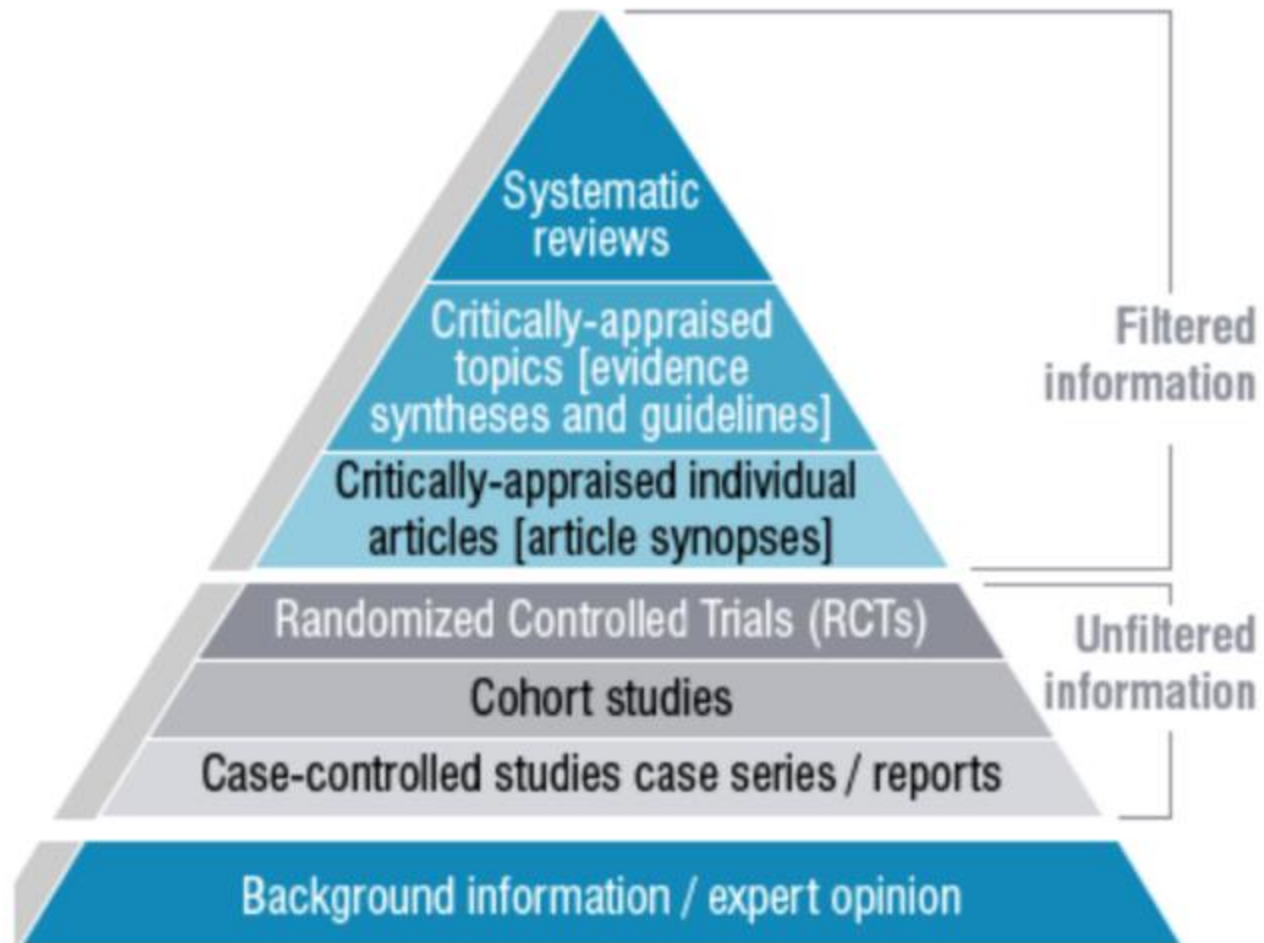 Systematic
reviews
Critically-appraised
topics [evidence
syntheses and guidelines]
Filtered
information
Critically-appraised individual
articles [article synopses]
Randomized Controlled Trials (RCTs)
Unfiltered
information
Cohort studies
Case-controlled studies case series / reports
Background information / expert opinion